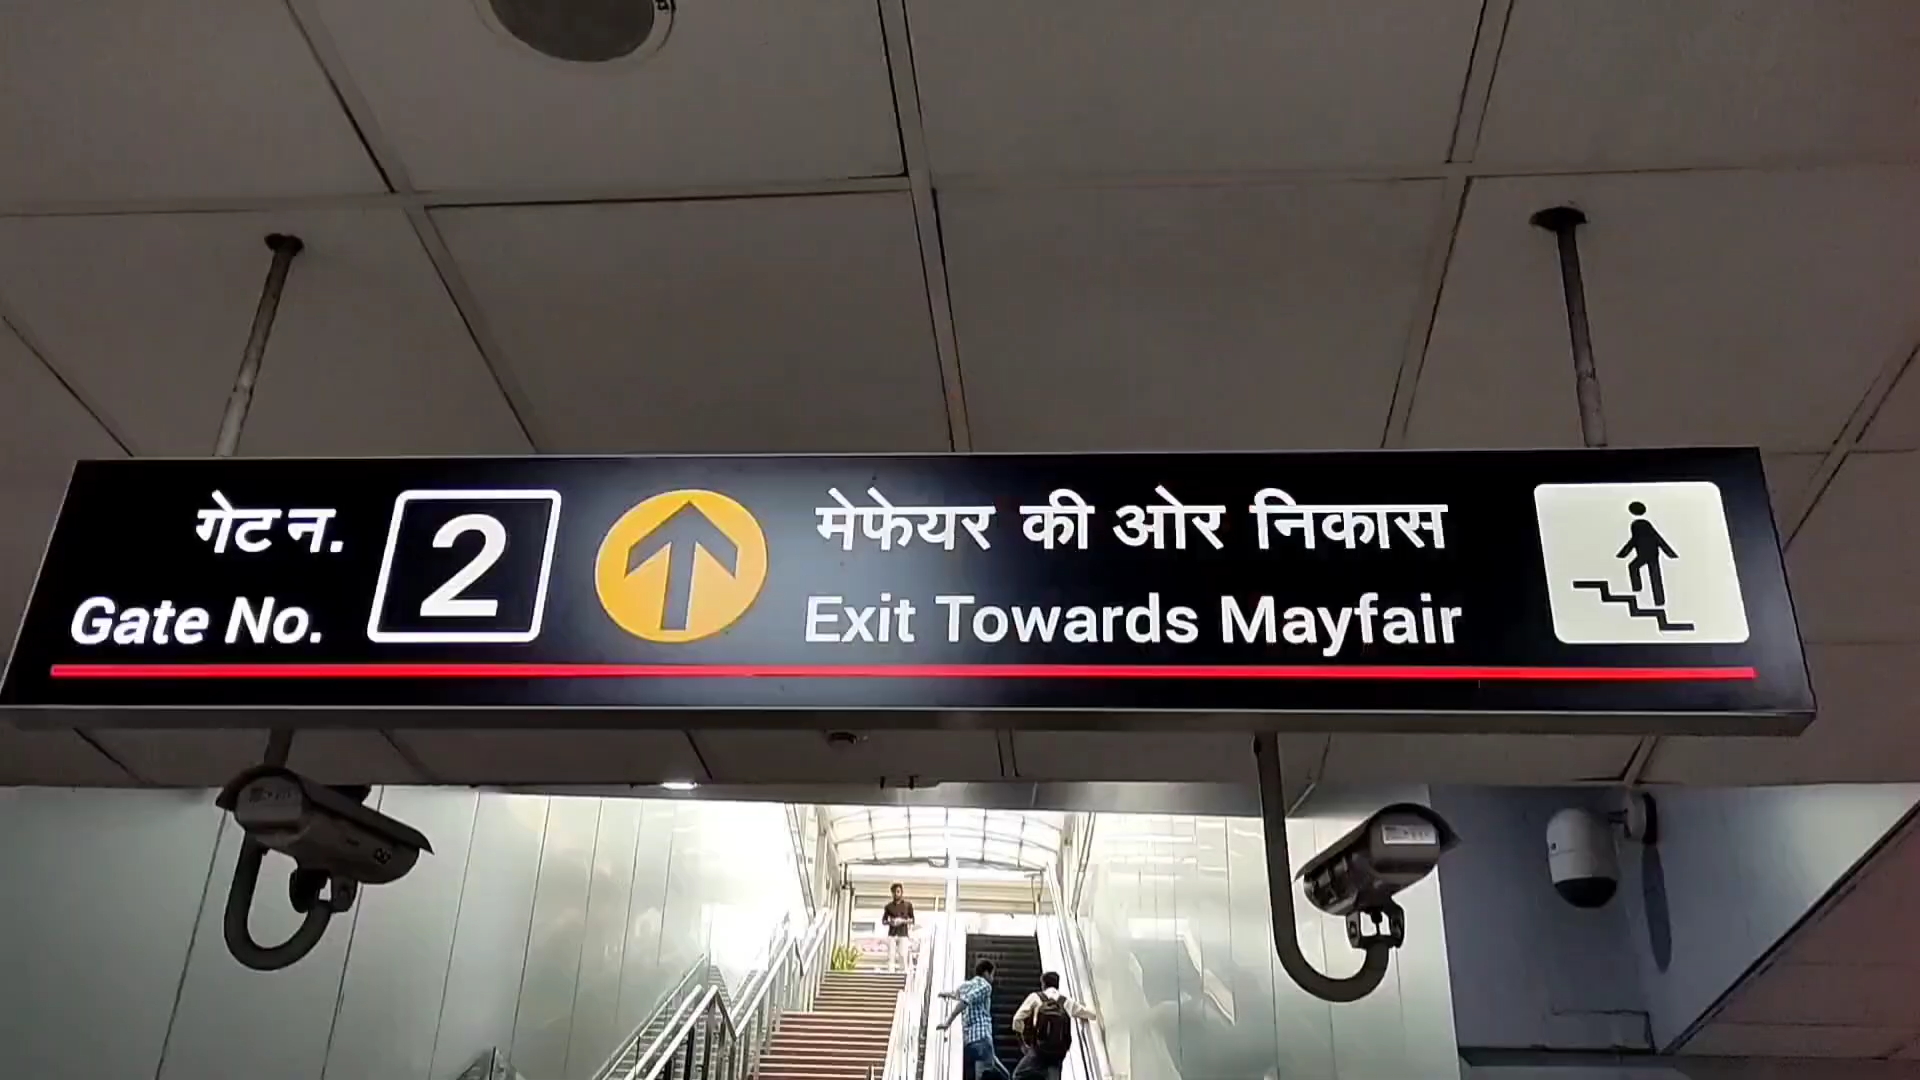 गेट न.
Gate No.
2
मेफेयर की ओर निकास
Exit Towards Mayfair